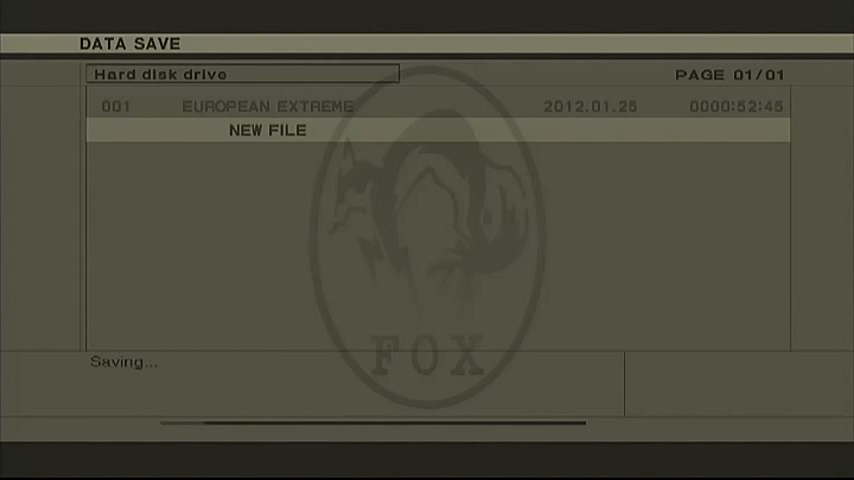 DATA SAVE
Hard disk drive PAGE 01/01
001 EUROPEAN EXTREME 2012.01.25 0000:52:45
NEW FILE
FOX
Saving...